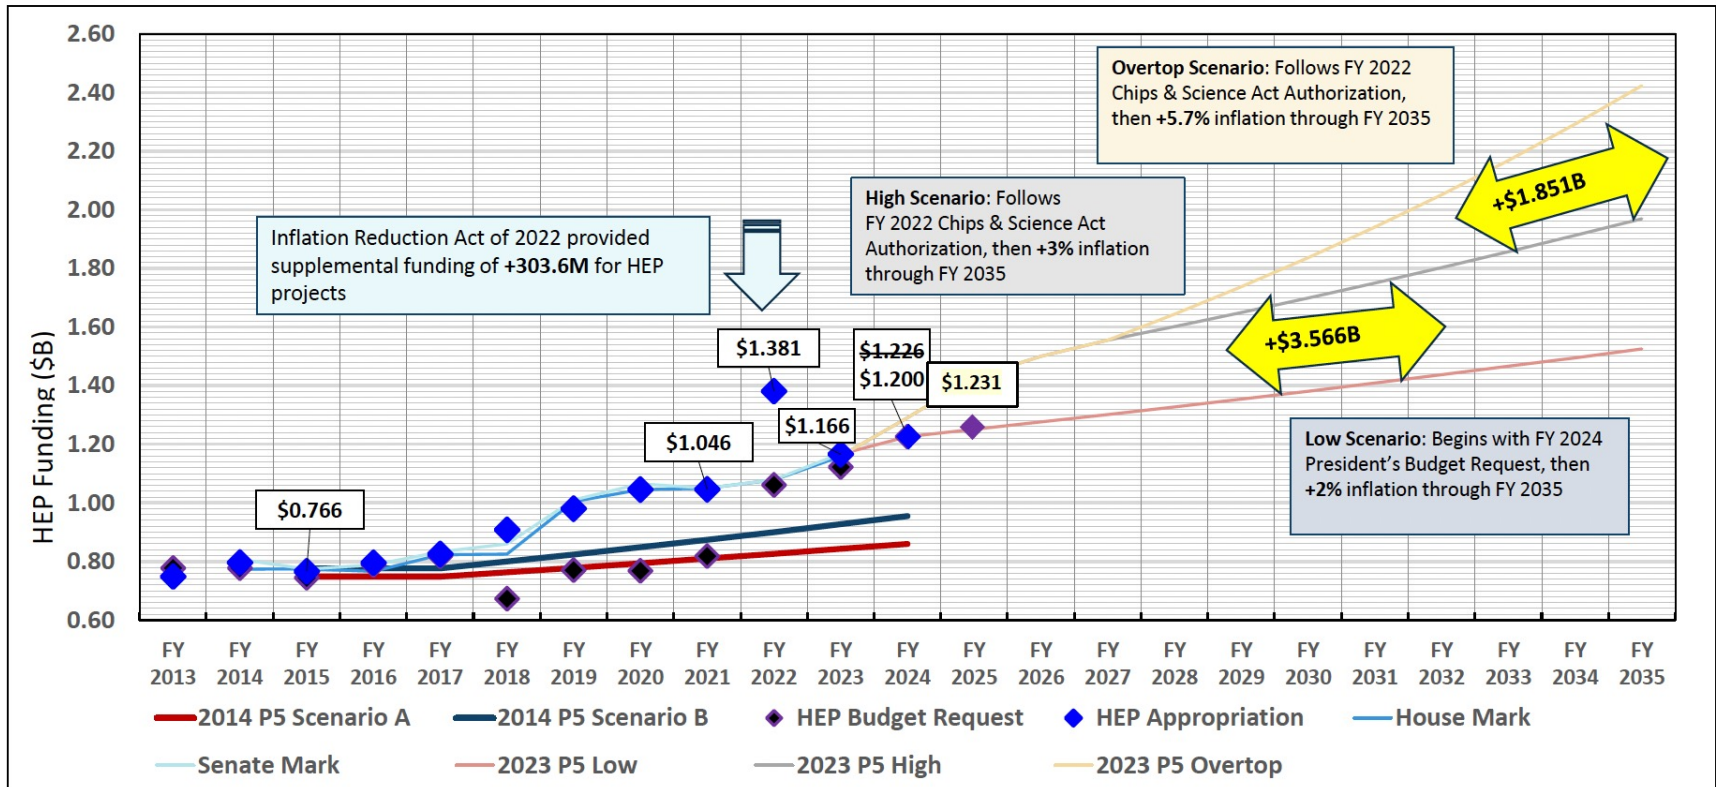 HEP Funding ($B)
2.60
2.40
2.20
2.00
1.80
1.60
1.40
1.20
1.00
0.80
0.60
Overtop Scenario: Follows FY 2022
Chips & Science Act Authorization,
then +5.7% inflation through FY 2035
High Scenario: Follows
FY 2022 Chips & Science Act
Authorization, then +3% inflation
through FY 2035
Inflation Reduction Act of 2022 provided
supplemental funding of +303.6M for HEP
projects
+$1.851B
+$3.566B
Low Scenario: Begins with FY 2024
President's Budget Request, then
+2% inflation through FY 2035
$0.766
$1.046
$1.381
$1.166
$1.226
$1.200
$1.231
FY 2013
FY 2014
FY 2015
FY 2016
FY 2017
FY 2018
FY 2019
FY 2020
FY 2021
FY 2022
FY 2023
FY 2024
FY 2025
FY 2026
FY 2027
FY 2028
FY 2029
FY 2030
FY 2031
FY 2032
FY 2033
FY 2034
FY 2035
2014 P5 Scenario A
2014 P5 Scenario B
HEP Budget Request
HEP Appropriation
House Mark
Senate Mark
2023 P5 Low
2023 P5 High
2023 P5 Overtop